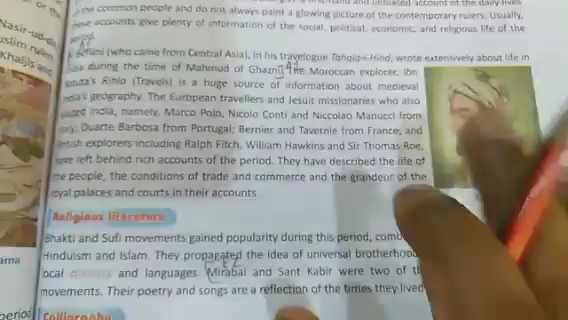 the common people and do not always paint a glowing picture of the contemporary rulers. Usually,
these accounts give plenty of information of the social, political, economic, and religious life of the
period.
(who came from Central Asia), in his travelogue Tahqiq-i-Hind, wrote extensively about life in
during the time of Mahmud of Ghazni. The Moroccan explorer, Ibn
Rihla (Travels) is a huge source of information about medieval
India's geography. The European travellers and Jesuit missionaries who also
visited India, namely, Marco Polo, Nicolo Conti and Niccolao Manucci from
Italy, Duarte Barbosa from Portugal; Bernier and Tavernie from France; and
British explorers including Ralph Fitch, William Hawkins and Sir Thomas Roe,
have left behind rich accounts of the period. They have described the life of
the people, the conditions of trade and commerce and the grandeur of the
royal palaces and courts in their accounts
Religious literature
Bhakti and Sufi movements gained popularity during this period,
Hinduism and Islam. They propagated the idea of universal brotherhood
local and languages. Mirabai and Sant Kabir were two of
movements. Their poetry and songs are a reflection of the times they lived
Calligraphy
Nasir-ud-
Khaljis and
period